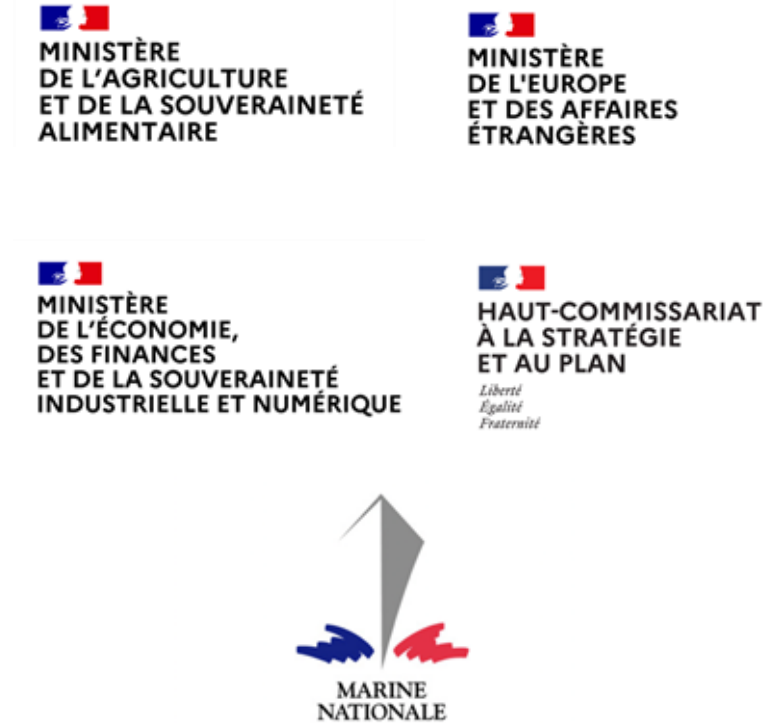 MINISTÈRE
DE L’AGRICULTURE
ET DE LA SOUVERAINETÉ
ALIMENTAIRE
MINISTÈRE
DE L'EUROPE
ET DES AFFAIRES
ÉTRANGÈRES
MINISTÈRE
DE L’ÉCONOMIE,
DES FINANCES
ET DE LA SOUVERAINETÉ
INDUSTRIELLE ET NUMÉRIQUE
HAUT-COMMISSARIAT
À LA STRATÉGIE
ET AU PLAN
Liberté
Égalité
Fraternité
MARINE
NATIONALE